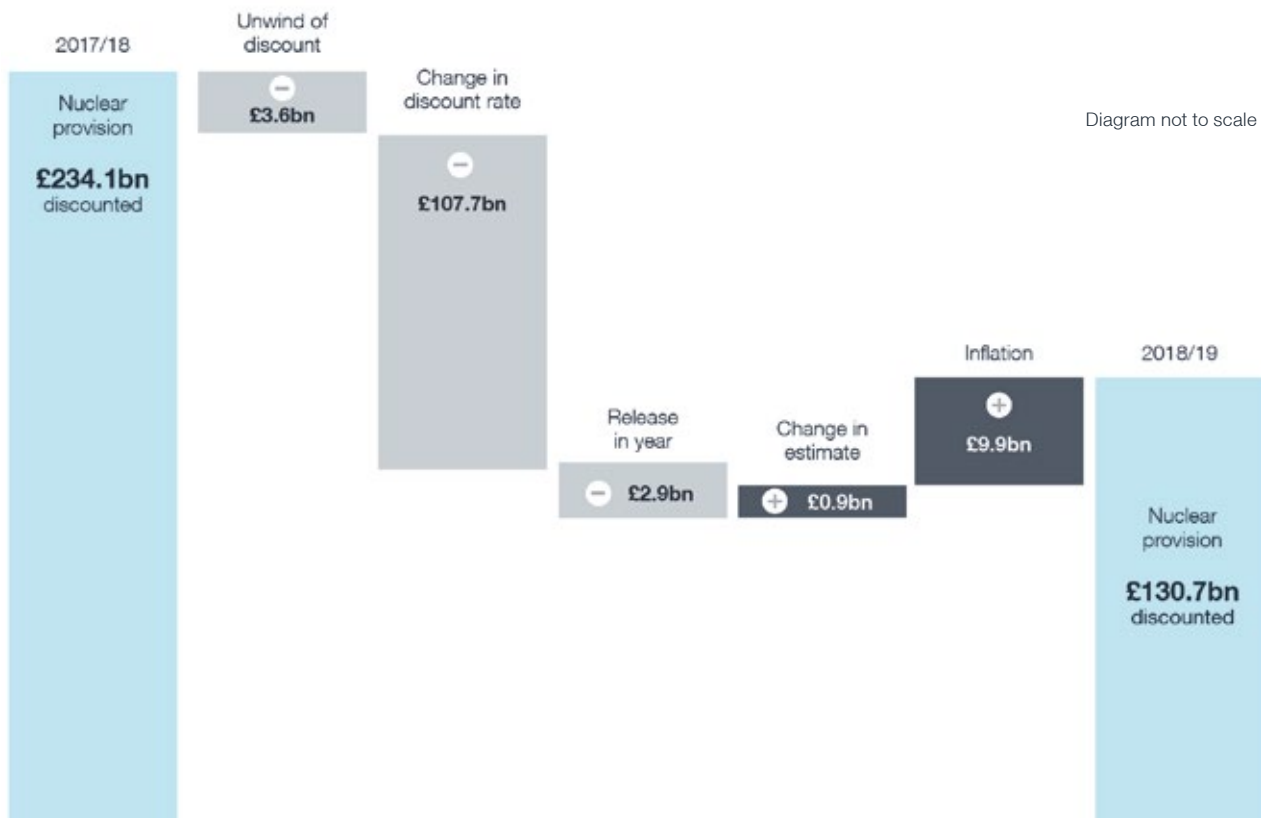 2017/18
Nuclear
provision
£234.1bn
discounted
Unwind of
discount
£3.6bn
Change in
discount rate
£107.7bn
Diagram not to scale
Release
in year
£2.9bn
Change in
estimate
£0.9bn
Inflation
£9.9bn
2018/19
Nuclear
provision
£130.7bn
discounted